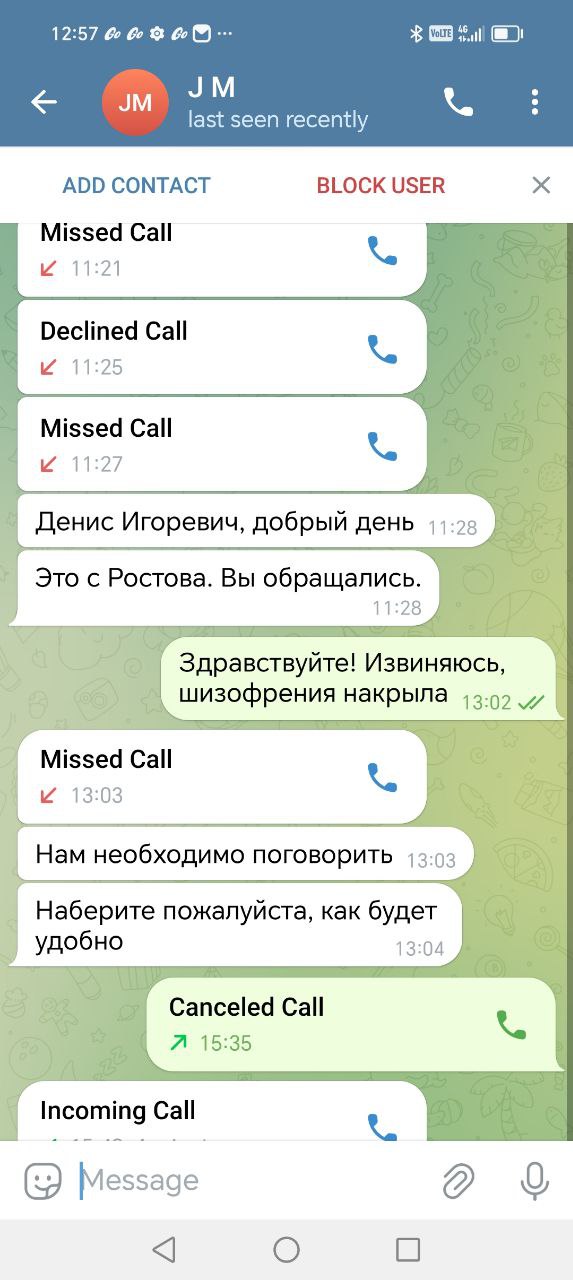 12:57
VoLTE 4G
JM
J M
last seen recently
ADD CONTACT
BLOCK USER
Missed Call
11:21
Declined Call
11:25
Missed Call
11:27
Денис Игоревич, добрый день 11:28
Это с Ростова. Вы обращались.
11:28
Здравствуйте! Извиняюсь,
шизофрения накрыла 13:02
Missed Call
13:03
Нам необходимо поговорить 13:03
Наберите пожалуйста, как будет
удобно 13:04
Canceled Call
15:35
Incoming Call
Message